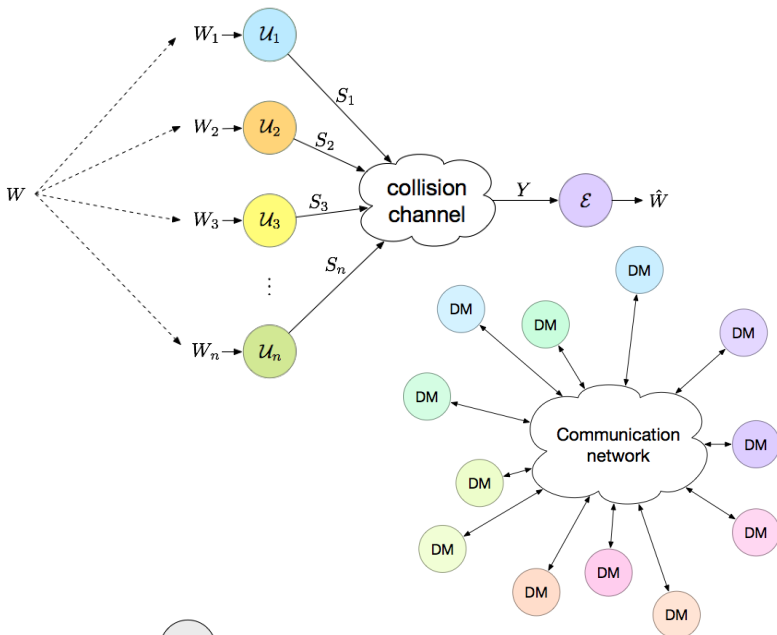 W
W₁
𝒰₁
S₁
W₂
𝒰₂
S₂
W₃
𝒰₃
S₃
⋮
Wₙ
𝒰ₙ
Sₙ
collision
channel
Y
ℰ
Ŵ
DM
DM
DM
DM
DM
DM
DM
DM
DM
DM
DM
DM
Communication
network